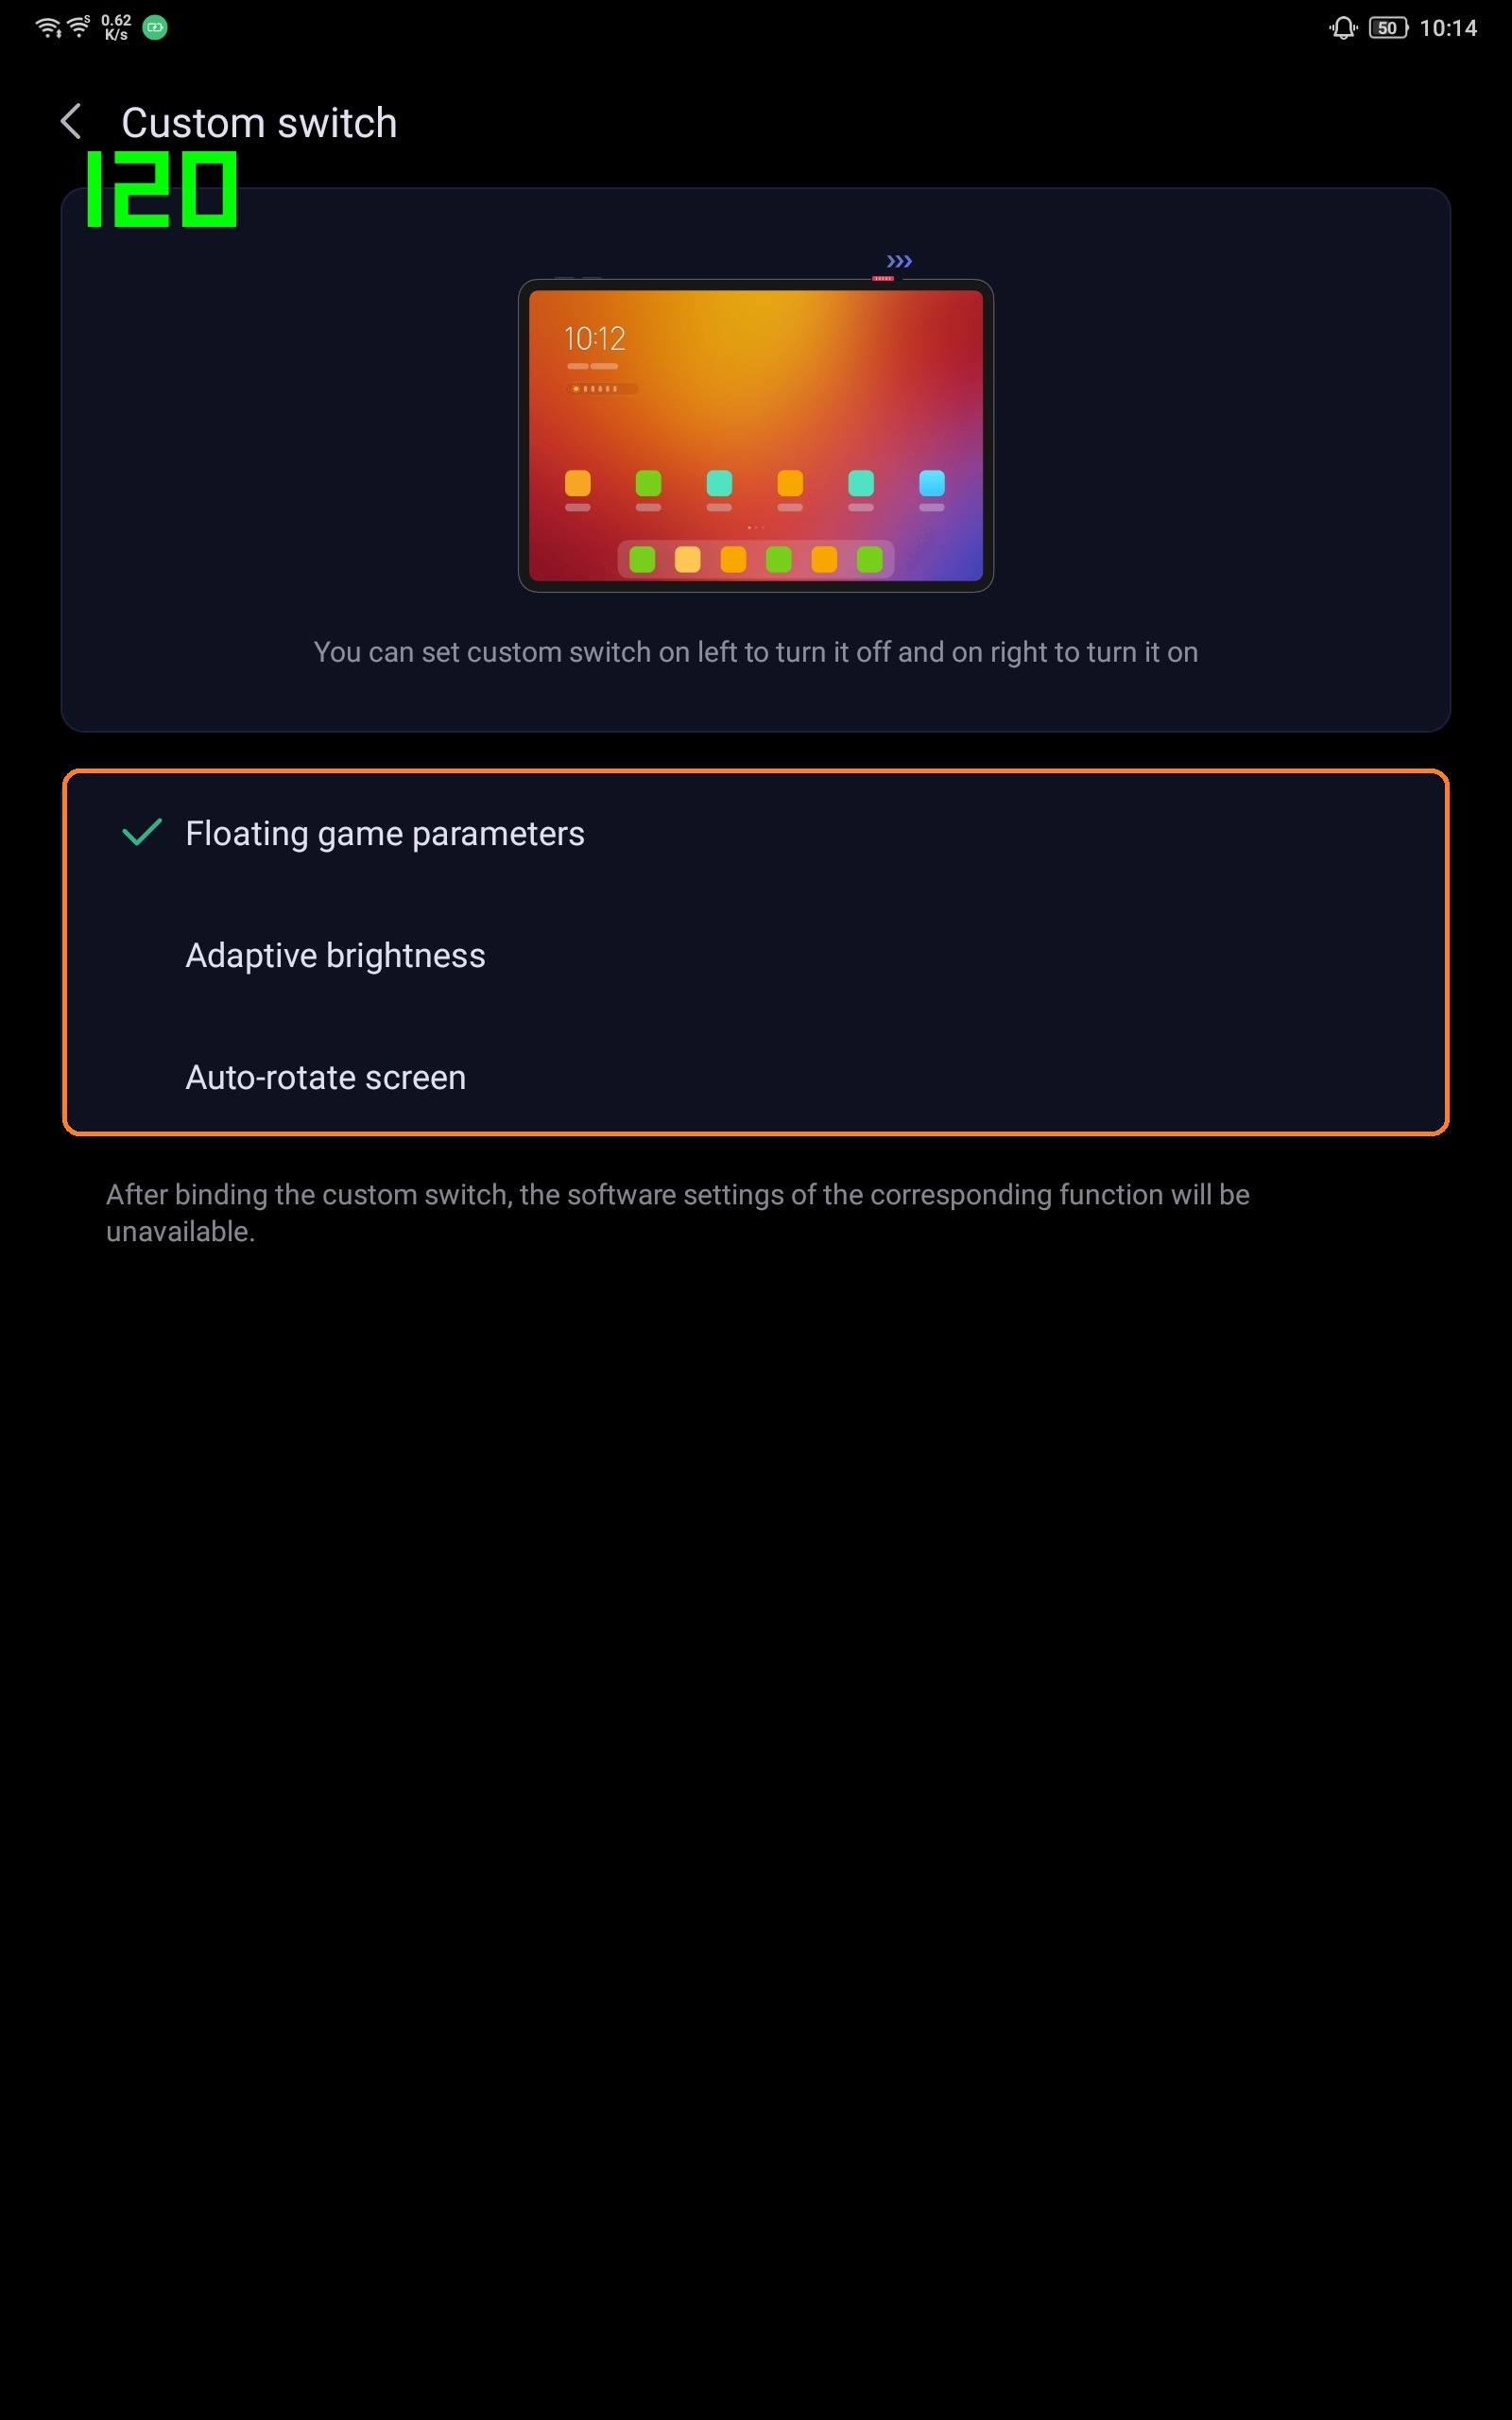 S
0.62
K/s
50
10:14
Custom switch
120
10:12
You can set custom switch on left to turn it off and on right to turn it on
Floating game parameters
Adaptive brightness
Auto-rotate screen
After binding the custom switch, the software settings of the corresponding function will be
unavailable.